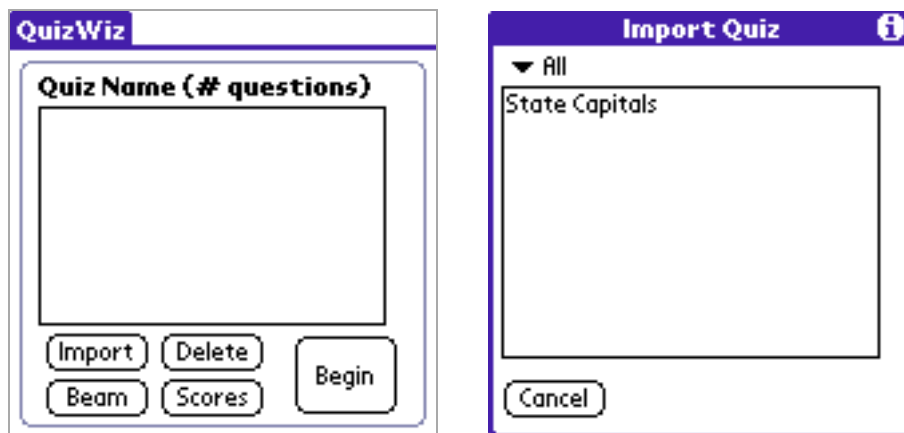 QuizWiz
Quiz Name (# questions)
Import Delete
Beam Scores
Begin
Import Quiz
All
State Capitals
Cancel